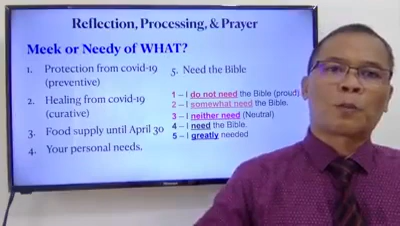 Reflection, Processing, & Prayer
Meek or Needy of WHAT?
1. Protection from covid-19
(preventive)
2. Healing from covid-19
(curative)
3. Food supply until April 30
4. Your personal needs.
5. Need the Bible
1 – I do not need the Bible (proud)
2 – I somewhat need the Bible.
3 – I neither need (Neutral)
4 – I need the Bible.
5 – I greatly needed